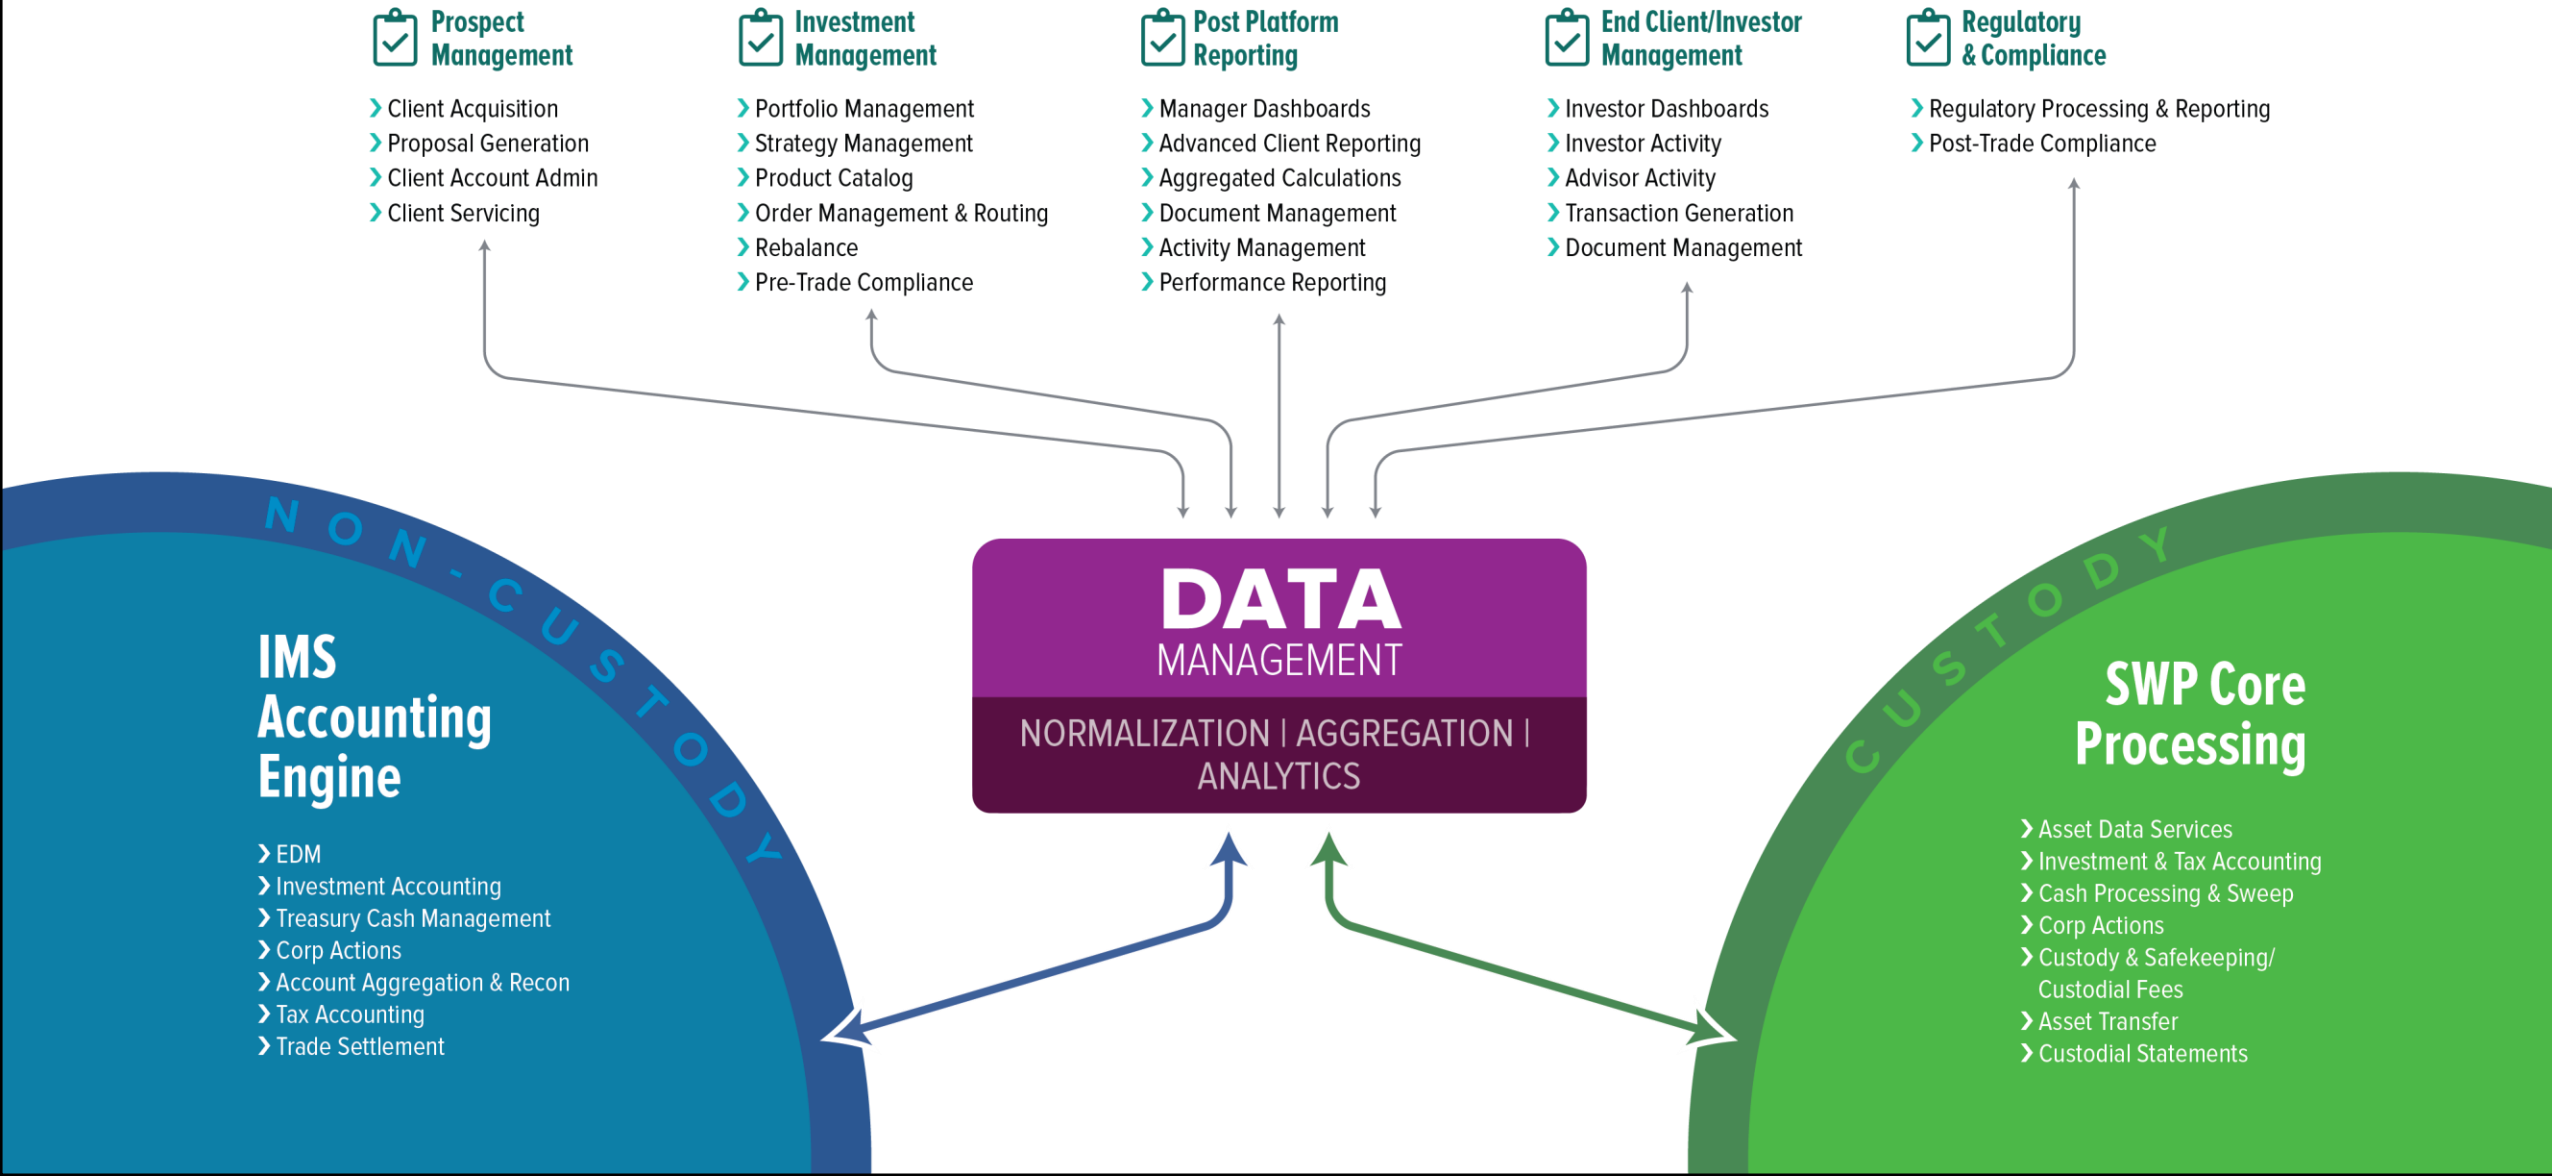 Prospect
Management
Client Acquisition
Proposal Generation
Client Account Admin
Client Servicing
Investment
Management
Portfolio Management
Strategy Management
Product Catalog
Order Management & Routing
Rebalance
Pre-Trade Compliance
Post Platform
Reporting
Manager Dashboards
Advanced Client Reporting
Aggregated Calculations
Document Management
Activity Management
Performance Reporting
End Client/Investor
Management
Investor Dashboards
Investor Activity
Advisor Activity
Transaction Generation
Document Management
Regulatory
& Compliance
Regulatory Processing & Reporting
Post-Trade Compliance
NON-CUSTODY
IMS
Accounting
Engine
EDM
Investment Accounting
Treasury Cash Management
Corp Actions
Account Aggregation & Recon
Tax Accounting
Trade Settlement
DATA
MANAGEMENT
NORMALIZATION | AGGREGATION |
ANALYTICS
CUSTODY
SWP Core
Processing
Asset Data Services
Investment & Tax Accounting
Cash Processing & Sweep
Corp Actions
Custody & Safekeeping/
Custodial Fees
Asset Transfer
Custodial Statements